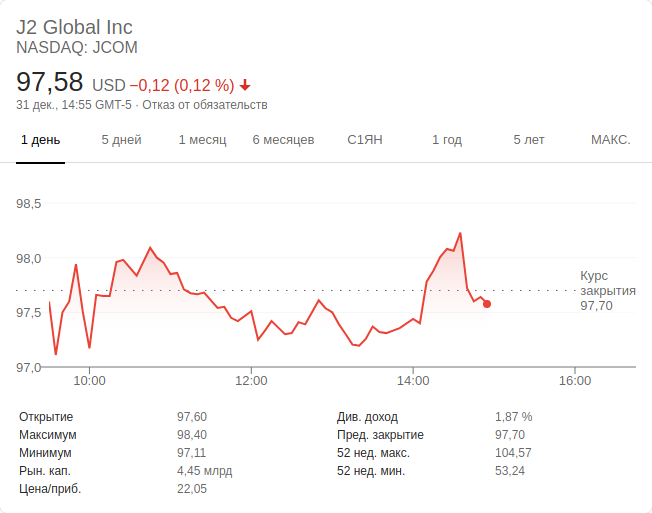 J2 Global Inc
NASDAQ: JCOM
97,58 USD −0,12 (0,12 %)
31 дек., 14:55 GMT-5 · Отказ от обязательств
1 день 5 дней 1 месяц 6 месяцев С1ЯН 1 год 5 лет МАКС.
98,5
98,0
97,5
97,0
Курс
закрытия
97,70
10:00 12:00 14:00 16:00
Открытие 97,60 Див. доход 1,87 %
Максимум 98,40 Пред. закрытие 97,70
Минимум 97,11 52 нед. макс. 104,57
Рын. кап. 4,45 млрд 52 нед. мин. 53,24
Цена/приб. 22,05